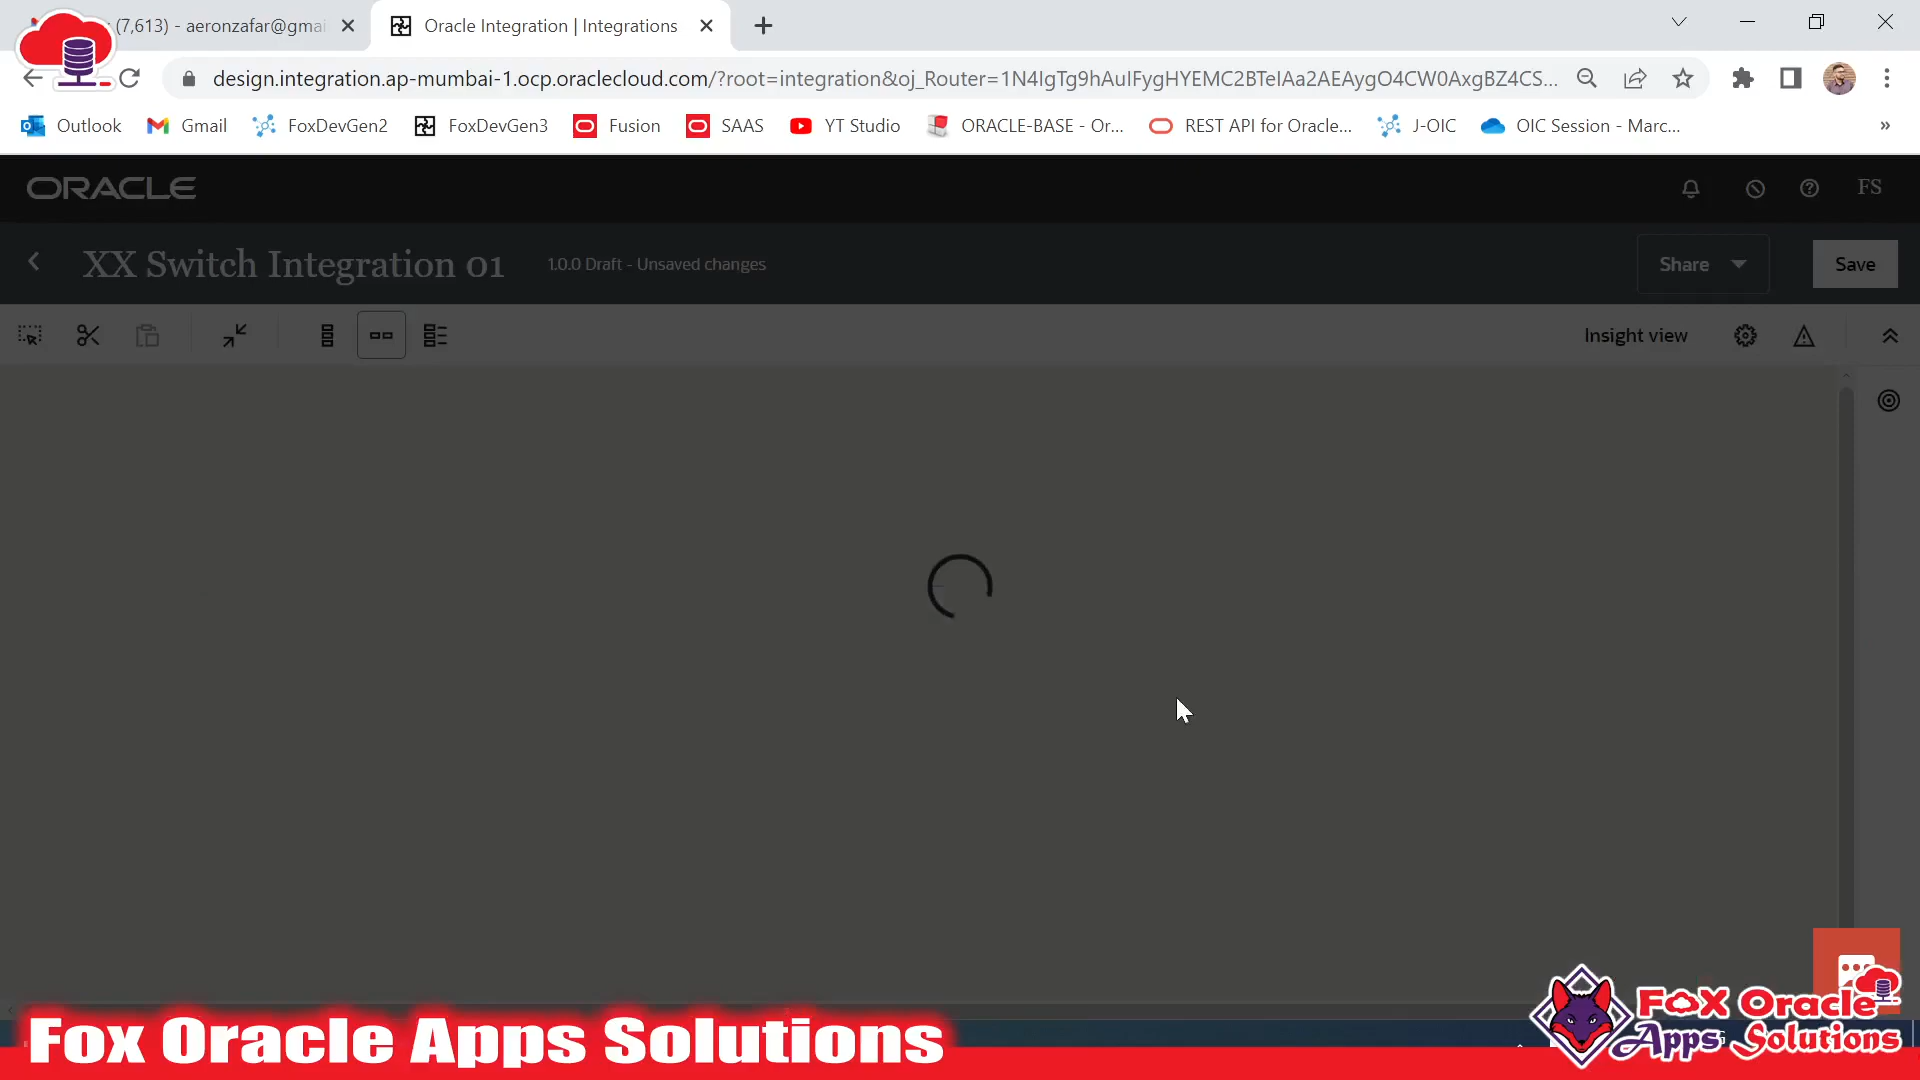 (7,613) - aeronzafar@gmai
Oracle Integration | Integrations
design.integration.ap-mumbai-1.ocp.oraclecloud.com/?root=integration&oj_Router=1N4IgTg9hAuIFygHYEMC2BTeIAa2AEAygO4CW0AxgBZ4CS...
Outlook
Gmail
FoxDevGen2
FoxDevGen3
Fusion
SAAS
YT Studio
ORACLE-BASE - Or...
REST API for Oracle...
J-OIC
OIC Session - Marc...
»
ORACLE
FS
XX Switch Integration 01
1.0.0 Draft - Unsaved changes
Share
Save
Insight view
Fox Oracle Apps Solutions
Fox Oracle
Apps Solutions